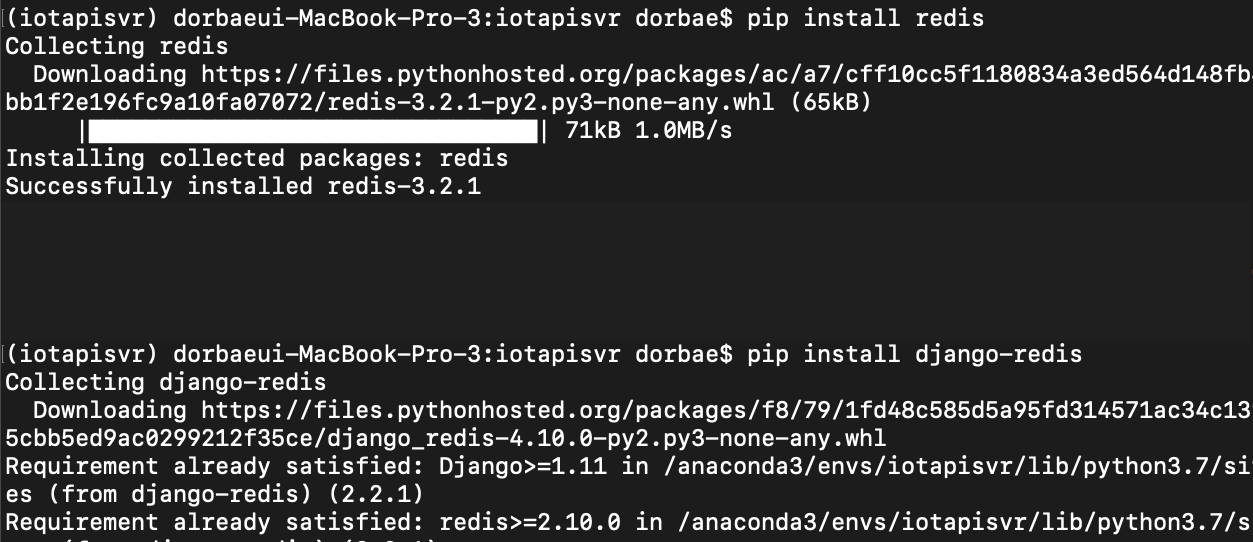 (iotapisvr) dorbaeui-MacBook-Pro-3:iotapisvr dorbae$ pip install redis
Collecting redis
  Downloading https://files.pythonhosted.org/packages/ac/a7/cff10cc5f1180834a3ed564d148fb
bb1f2e196fc9a10fa07072/redis-3.2.1-py2.py3-none-any.whl (65kB)
| | 71kB 1.0MB/s
Installing collected packages: redis
Successfully installed redis-3.2.1
(iotapisvr) dorbaeui-MacBook-Pro-3:iotapisvr dorbae$ pip install django-redis
Collecting django-redis
  Downloading https://files.pythonhosted.org/packages/f8/79/1fd48c585d5a95fd314571ac34c13
5cbb5ed9ac0299212f35ce/django_redis-4.10.0-py2.py3-none-any.whl
Requirement already satisfied: Django>=1.11 in /anaconda3/envs/iotapisvr/lib/python3.7/si
es (from django-redis) (2.2.1)
Requirement already satisfied: redis>=2.10.0 in /anaconda3/envs/iotapisvr/lib/python3.7/s